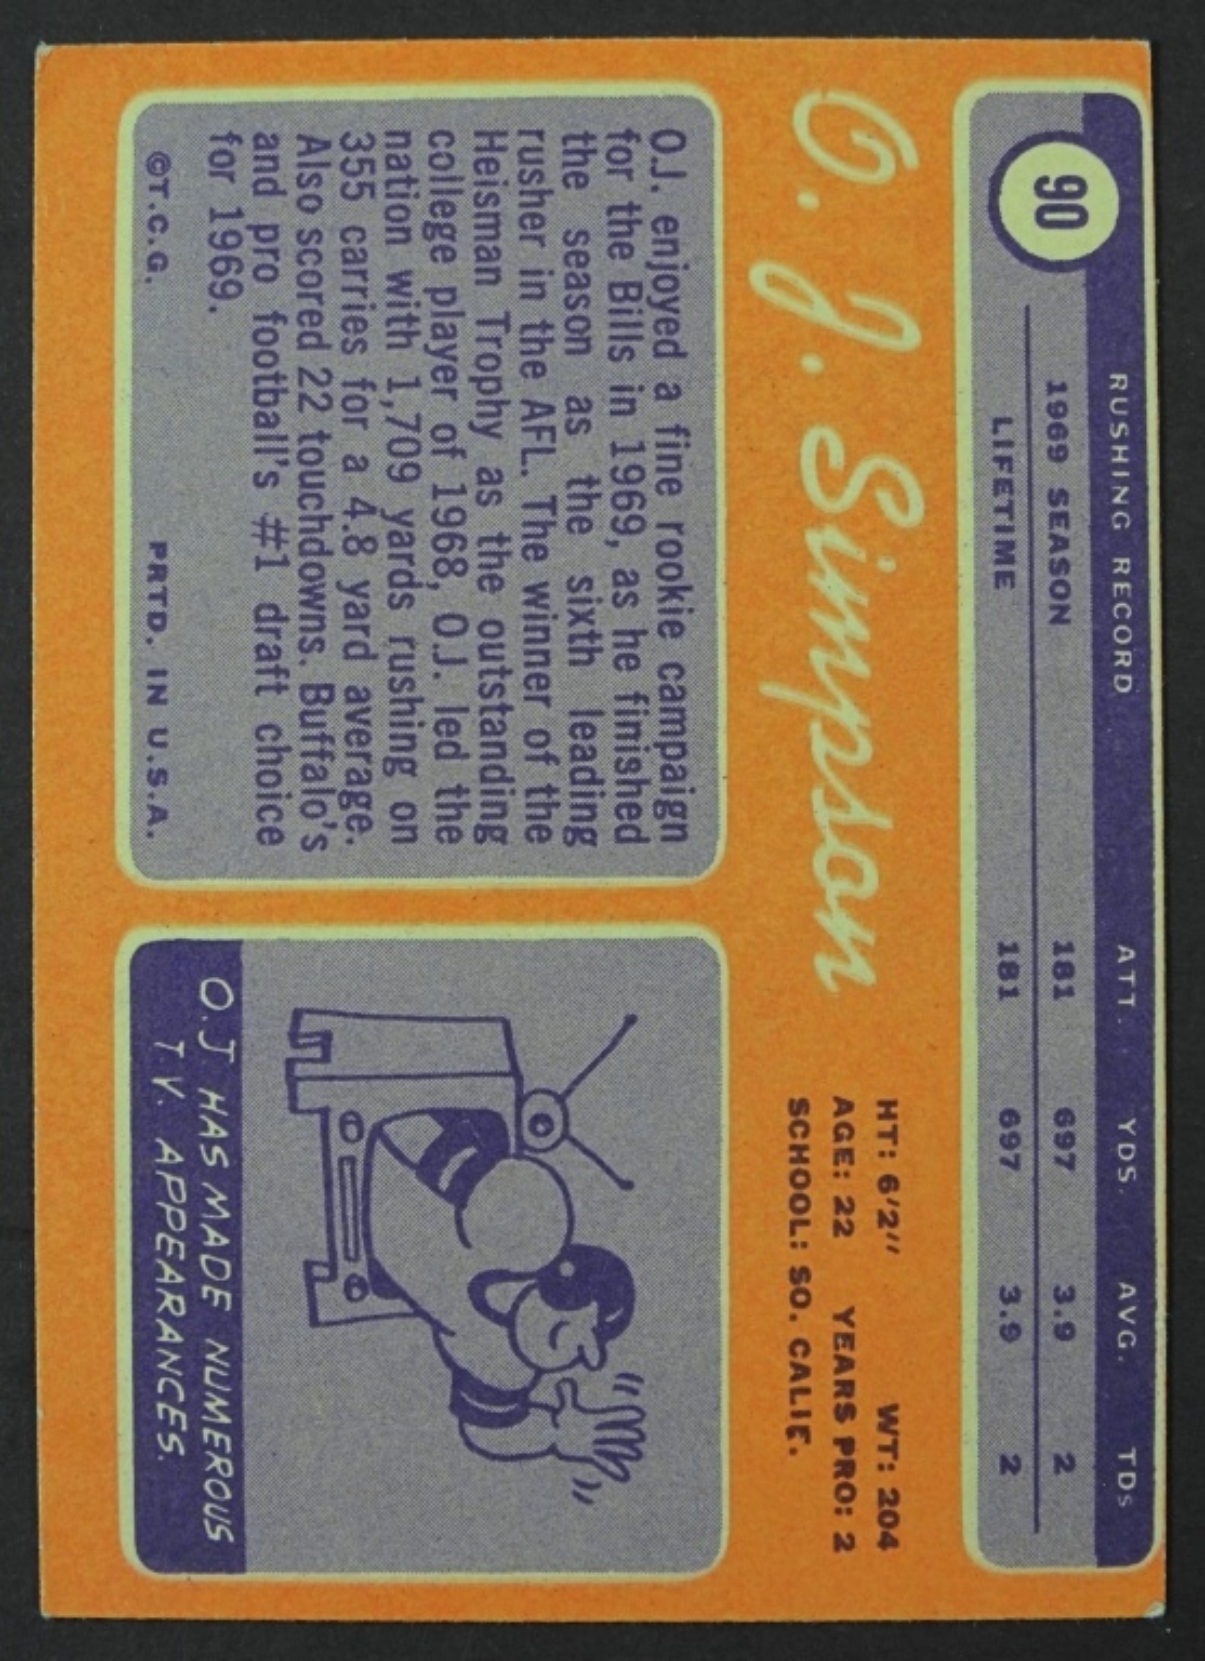 90
RUSHING RECORD ATT. YDS. AVG. TDs
1969 SEASON 181 697 3.9 2
LIFETIME 181 697 3.9 2
O. J. Simpson
HT: 6'2" WT: 204
AGE: 22 YEARS PRO: 2
SCHOOL: SO. CALIF.
O.J. enjoyed a fine rookie campaign
for the Bills in 1969, as he finished
the season as the sixth leading
rusher in the AFL. The winner of the
Heisman Trophy as the outstanding
college player of 1968, O.J. led the
nation with 1,709 yards rushing on
355 carries for a 4.8 yard average.
Also scored 22 touchdowns. Buffalo's
and pro football's #1 draft choice
for 1969.
©T.C.G. PRTD. IN U.S.A.
O.J HAS MADE NUMEROUS
T.V. APPEARANCES.